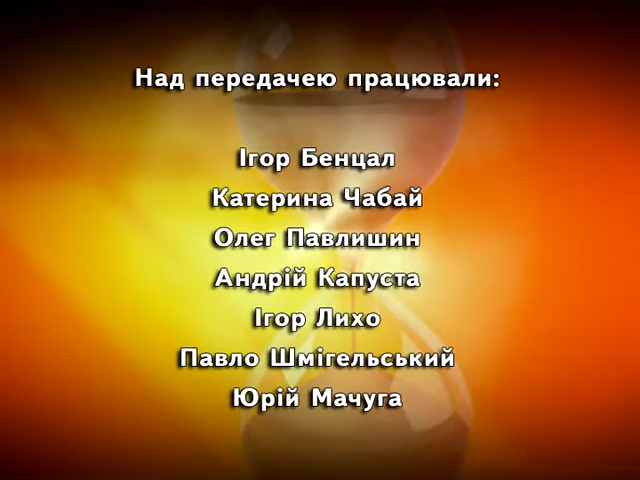 Над передачею працювали:
Ігор Бенцал
Катерина Чабай
Олег Павлишин
Андрій Капуста
Ігор Лихо
Павло Шмігельський
Юрій Мачуга